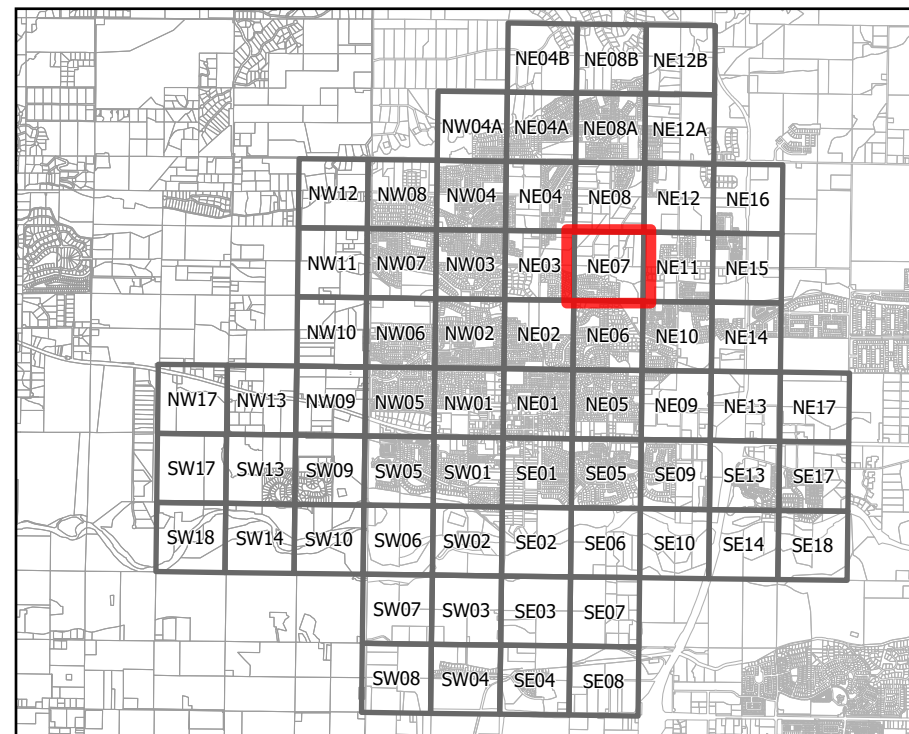 NE04B NE08B NE12B
NW04A NE04A NE08A NE12A
NW12 NW08 NW04 NE04 NE08 NE12 NE16
NW11 NW07 NW03 NE03 NE07 NE11 NE15
NW10 NW06 NW02 NE02 NE06 NE10 NE14
NW17 NW13 NW09 NW05 NW01 NE01 NE05 NE09 NE13 NE17
SW17 SW13 SW09 SW05 SW01 SE01 SE05 SE09 SE13 SE17
SW18 SW14 SW10 SW06 SW02 SE02 SE06 SE10 SE14 SE18
SW07 SW03 SE03 SE07
SW08 SW04 SE04 SE08